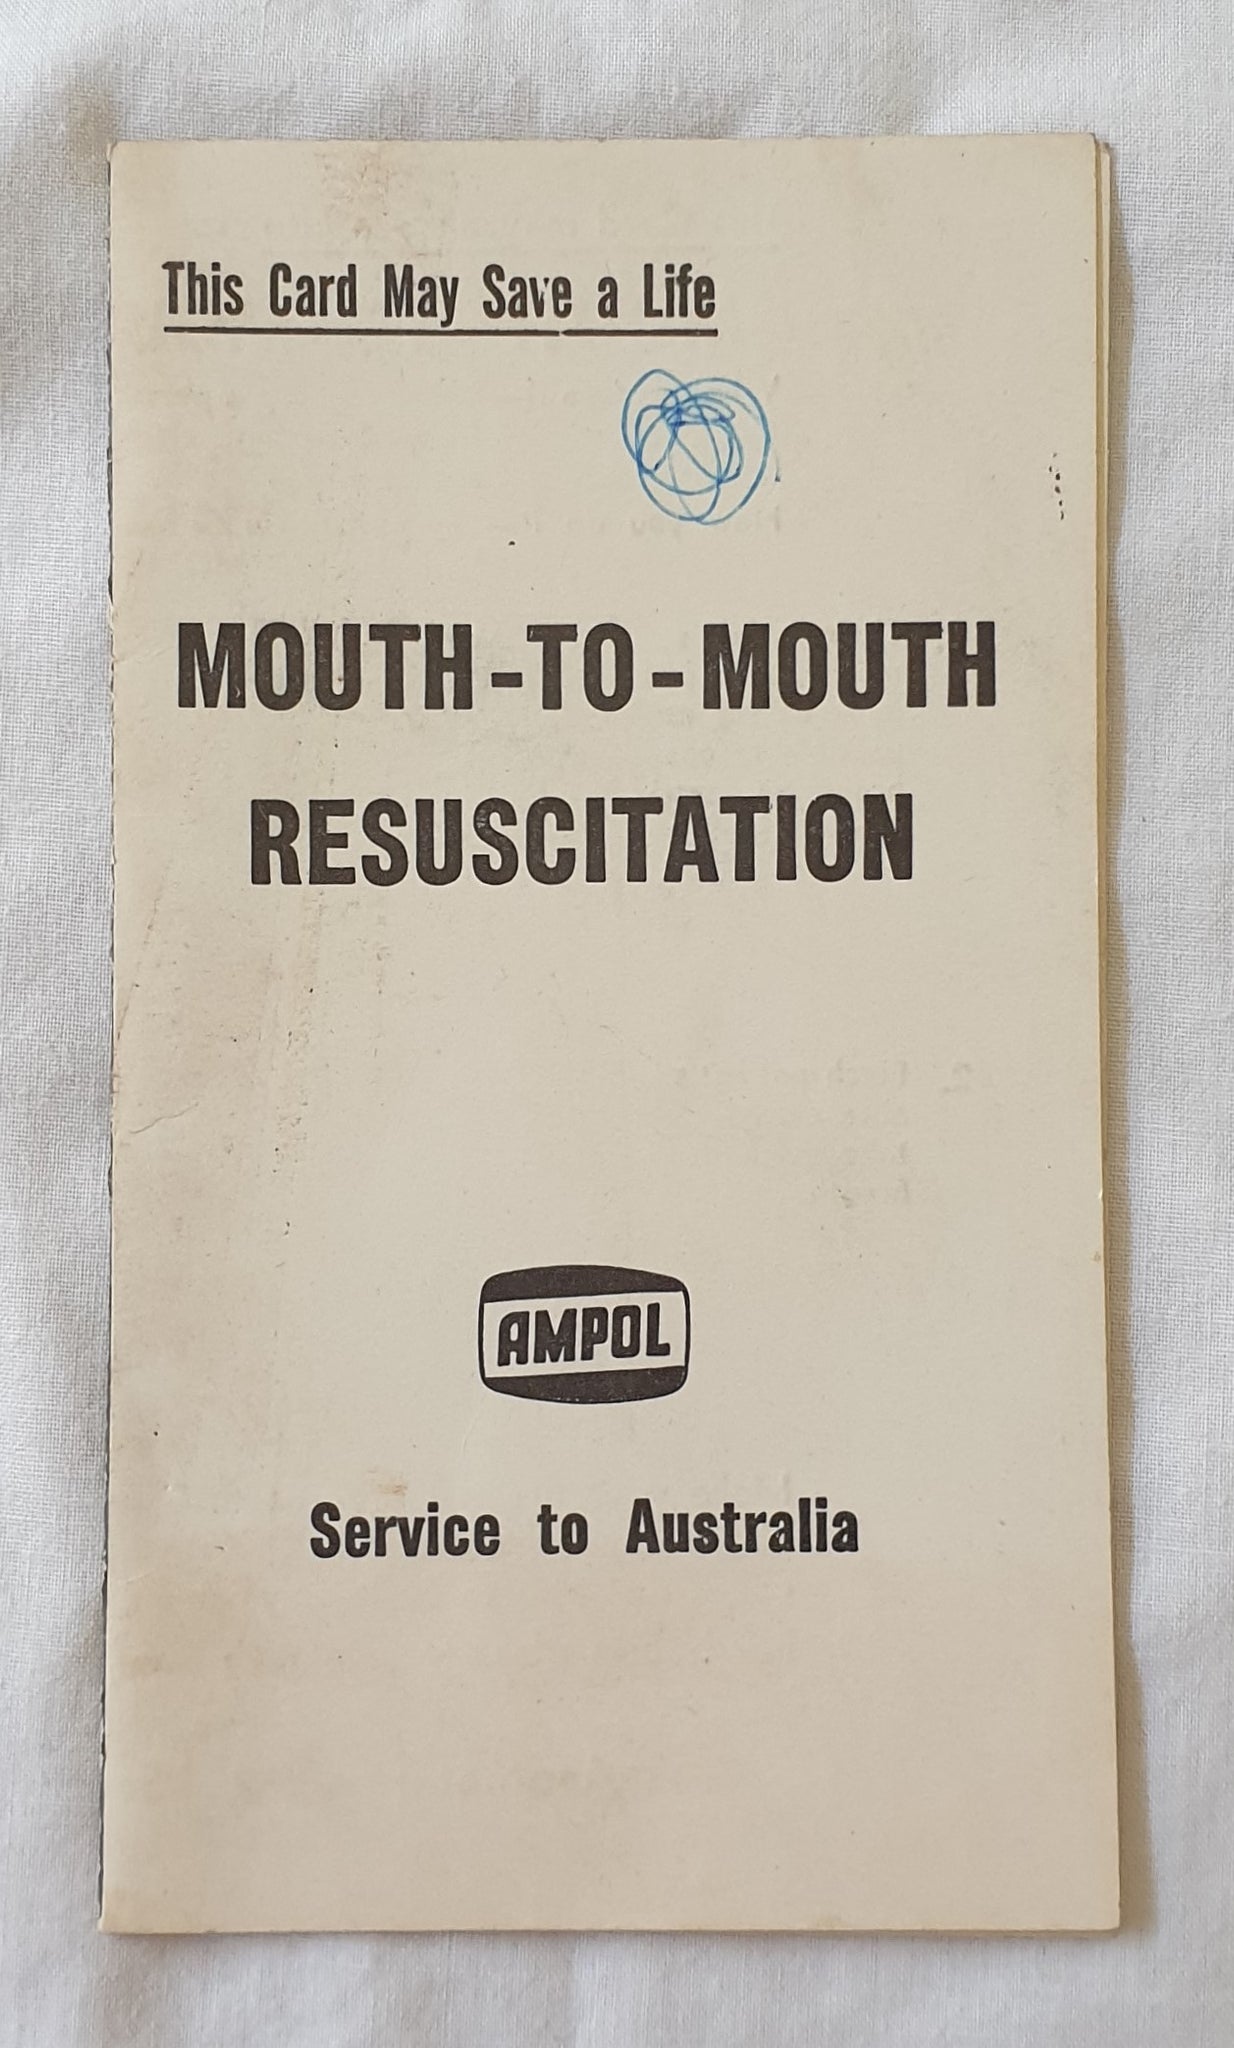 This Card May Save a Life
MOUTH-TO-MOUTH
RESUSCITATION
AMPOL
Service to Australia